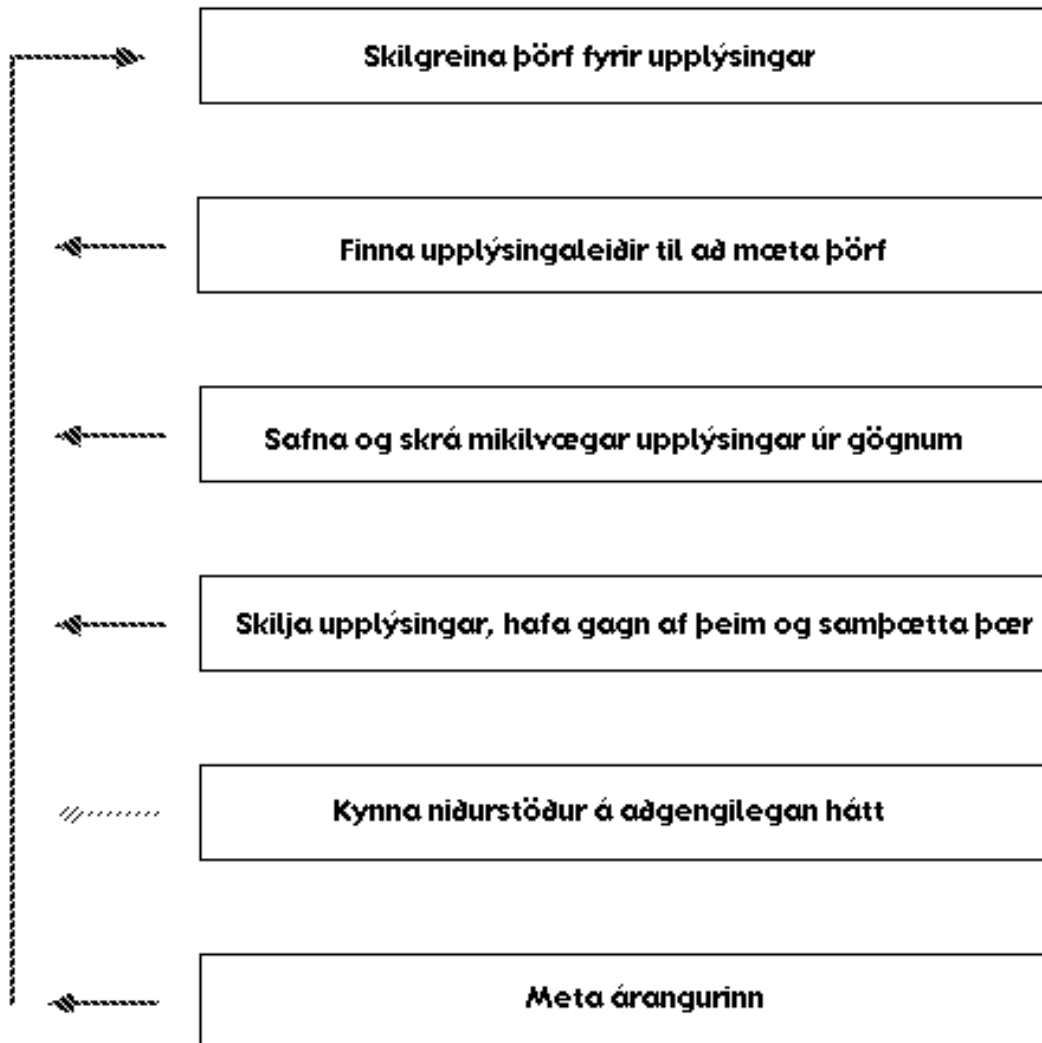 Skilgreina þörf fyrir upplýsingar
Finna upplýsingaleiðir til að mæta þörf
Safna og skrá mikilvægar upplýsingar úr gögnum
Skilja upplýsingar, hafa gagn af þeim og samþætta þær
Kynna niðurstöður á aðgengilegan hátt
Meta árangurinn